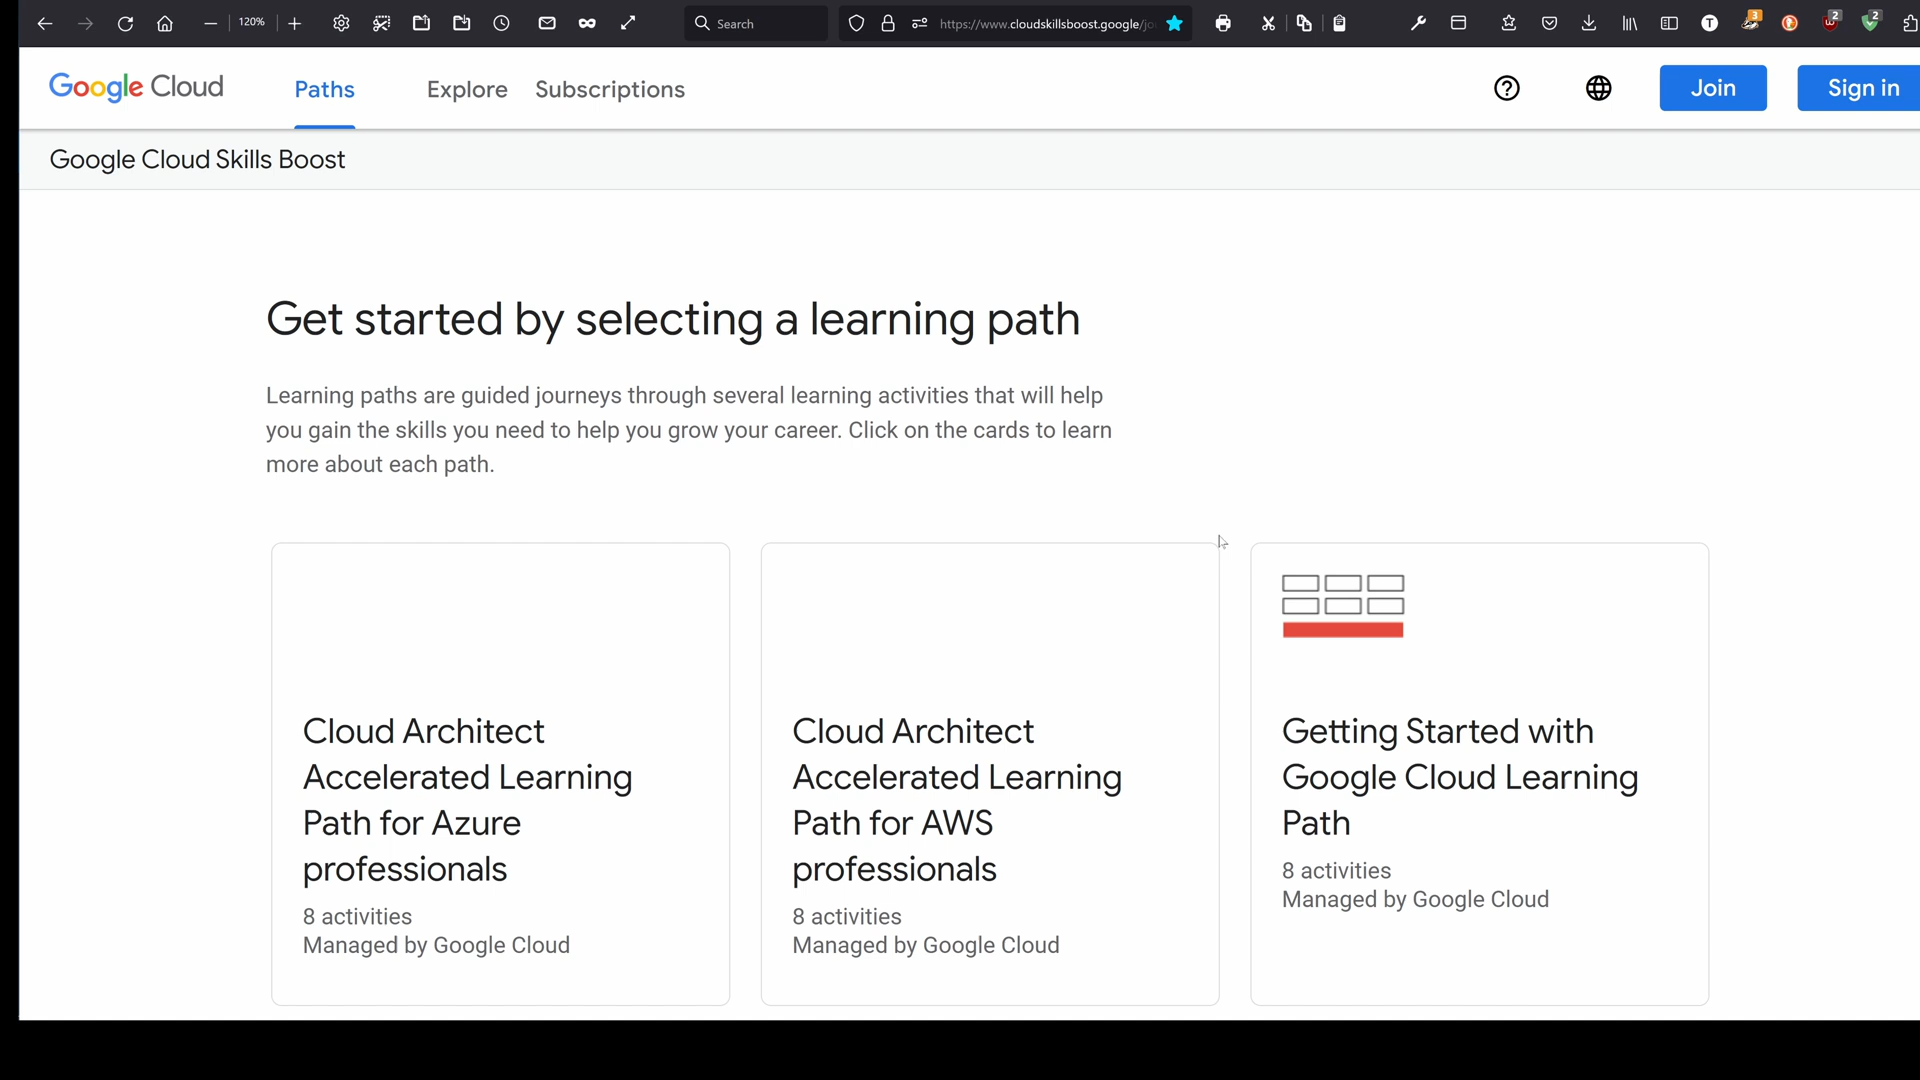 120%
Search
https://www.cloudskillsboost.google/jo
3
2
2
Google Cloud
Paths
Explore
Subscriptions
Join
Sign in
Google Cloud Skills Boost
Get started by selecting a learning path
Learning paths are guided journeys through several learning activities that will help
you gain the skills you need to help you grow your career. Click on the cards to learn
more about each path.
Cloud Architect
Accelerated Learning
Path for Azure
professionals
8 activities
Managed by Google Cloud
Cloud Architect
Accelerated Learning
Path for AWS
professionals
8 activities
Managed by Google Cloud
Getting Started with
Google Cloud Learning
Path
8 activities
Managed by Google Cloud